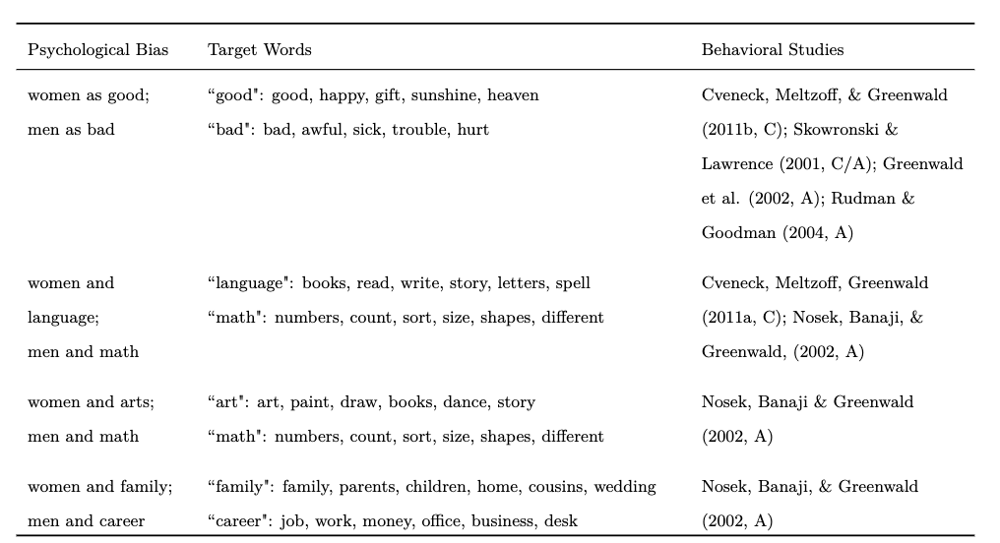 Psychological Bias Target Words Behavioral Studies
women as good; “good": good, happy, gift, sunshine, heaven Cveneck, Meltzoff, & Greenwald
men as bad “bad": bad, awful, sick, trouble, hurt (2011b, C); Skowronski &
Lawrence (2001, C/A); Greenwald
et al. (2002, A); Rudman &
Goodman (2004, A)
women and “language": books, read, write, story, letters, spell Cveneck, Meltzoff, Greenwald
language; “math": numbers, count, sort, size, shapes, different (2011a, C); Nosek, Banaji, &
men and math Greenwald, (2002, A)
women and arts; “art": art, paint, draw, books, dance, story Nosek, Banaji & Greenwald
men and math “math": numbers, count, sort, size, shapes, different (2002, A)
women and family; “family": family, parents, children, home, cousins, wedding Nosek, Banaji, & Greenwald
men and career “career": job, work, money, office, business, desk (2002, A)